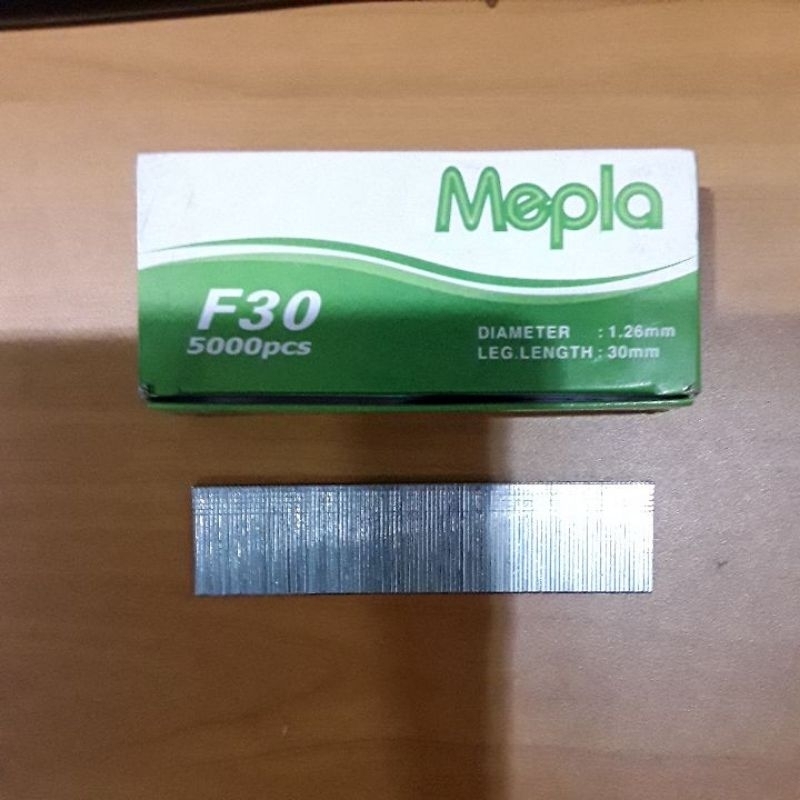 Mepla
F30
5000pcs
DIAMETER : 1.26mm
LEG.LENGTH : 30mm